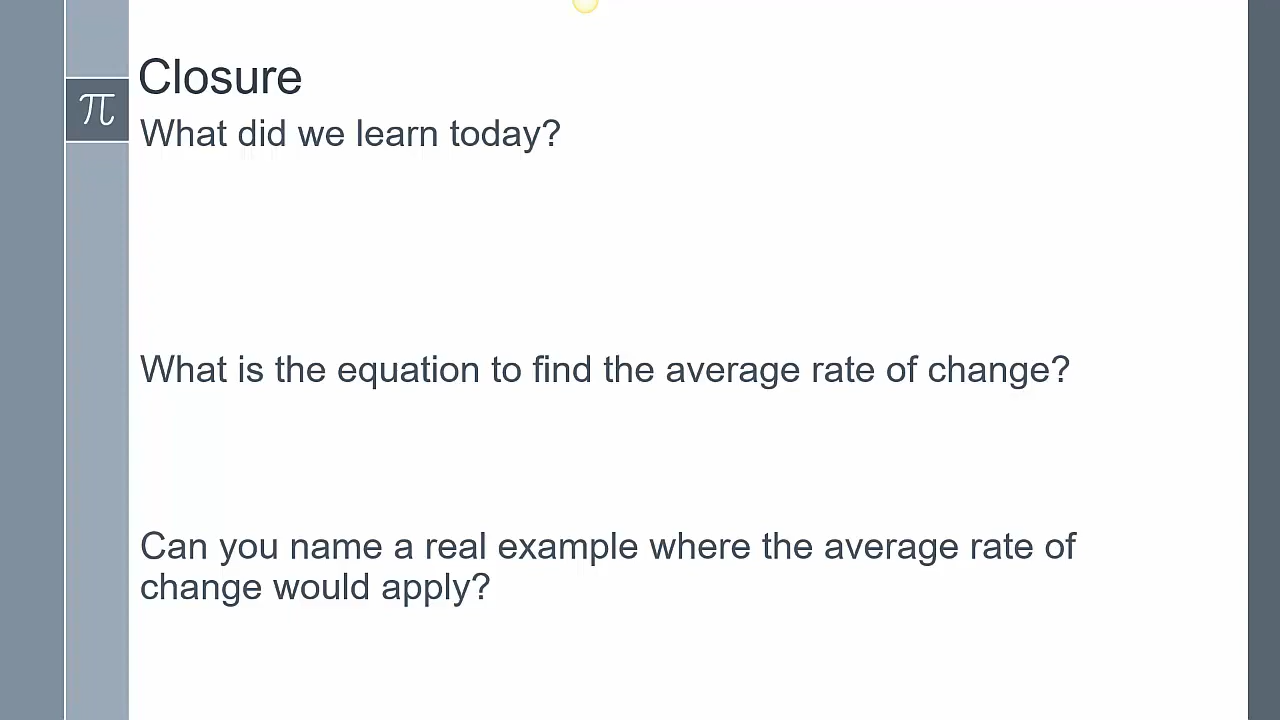 π
Closure
What did we learn today?
What is the equation to find the average rate of change?
Can you name a real example where the average rate of
change would apply?